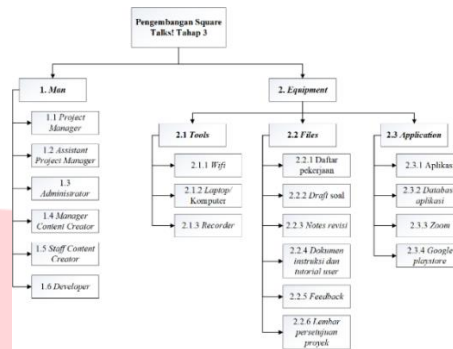 Pengembangan Square
Talks! Tahap 3
1. Man
1.1 Project
Manager
1.2 Assistant
Project Manager
1.3
Administrator
1.4 Manager
Content Creator
1.5 Staff Content
Creator
1.6 Developer
2. Equipment
2.1 Tools
2.1.1 Wifi
2.1.2 Laptop/
Komputer
2.1.3 Recorder
2.2 Files
2.2.1 Daftar
pekerjaan
2.2.2 Draft soal
2.2.3 Notes revisi
2.2.4 Dokumen
instruksi dan
tutorial user
2.2.5 Feedback
2.2.6 Lembar
persetujuan
proyek
2.3 Application
2.3.1 Aplikasi
2.3.2 Database
aplikasi
2.3.3 Zoom
2.3.4 Google
playstore